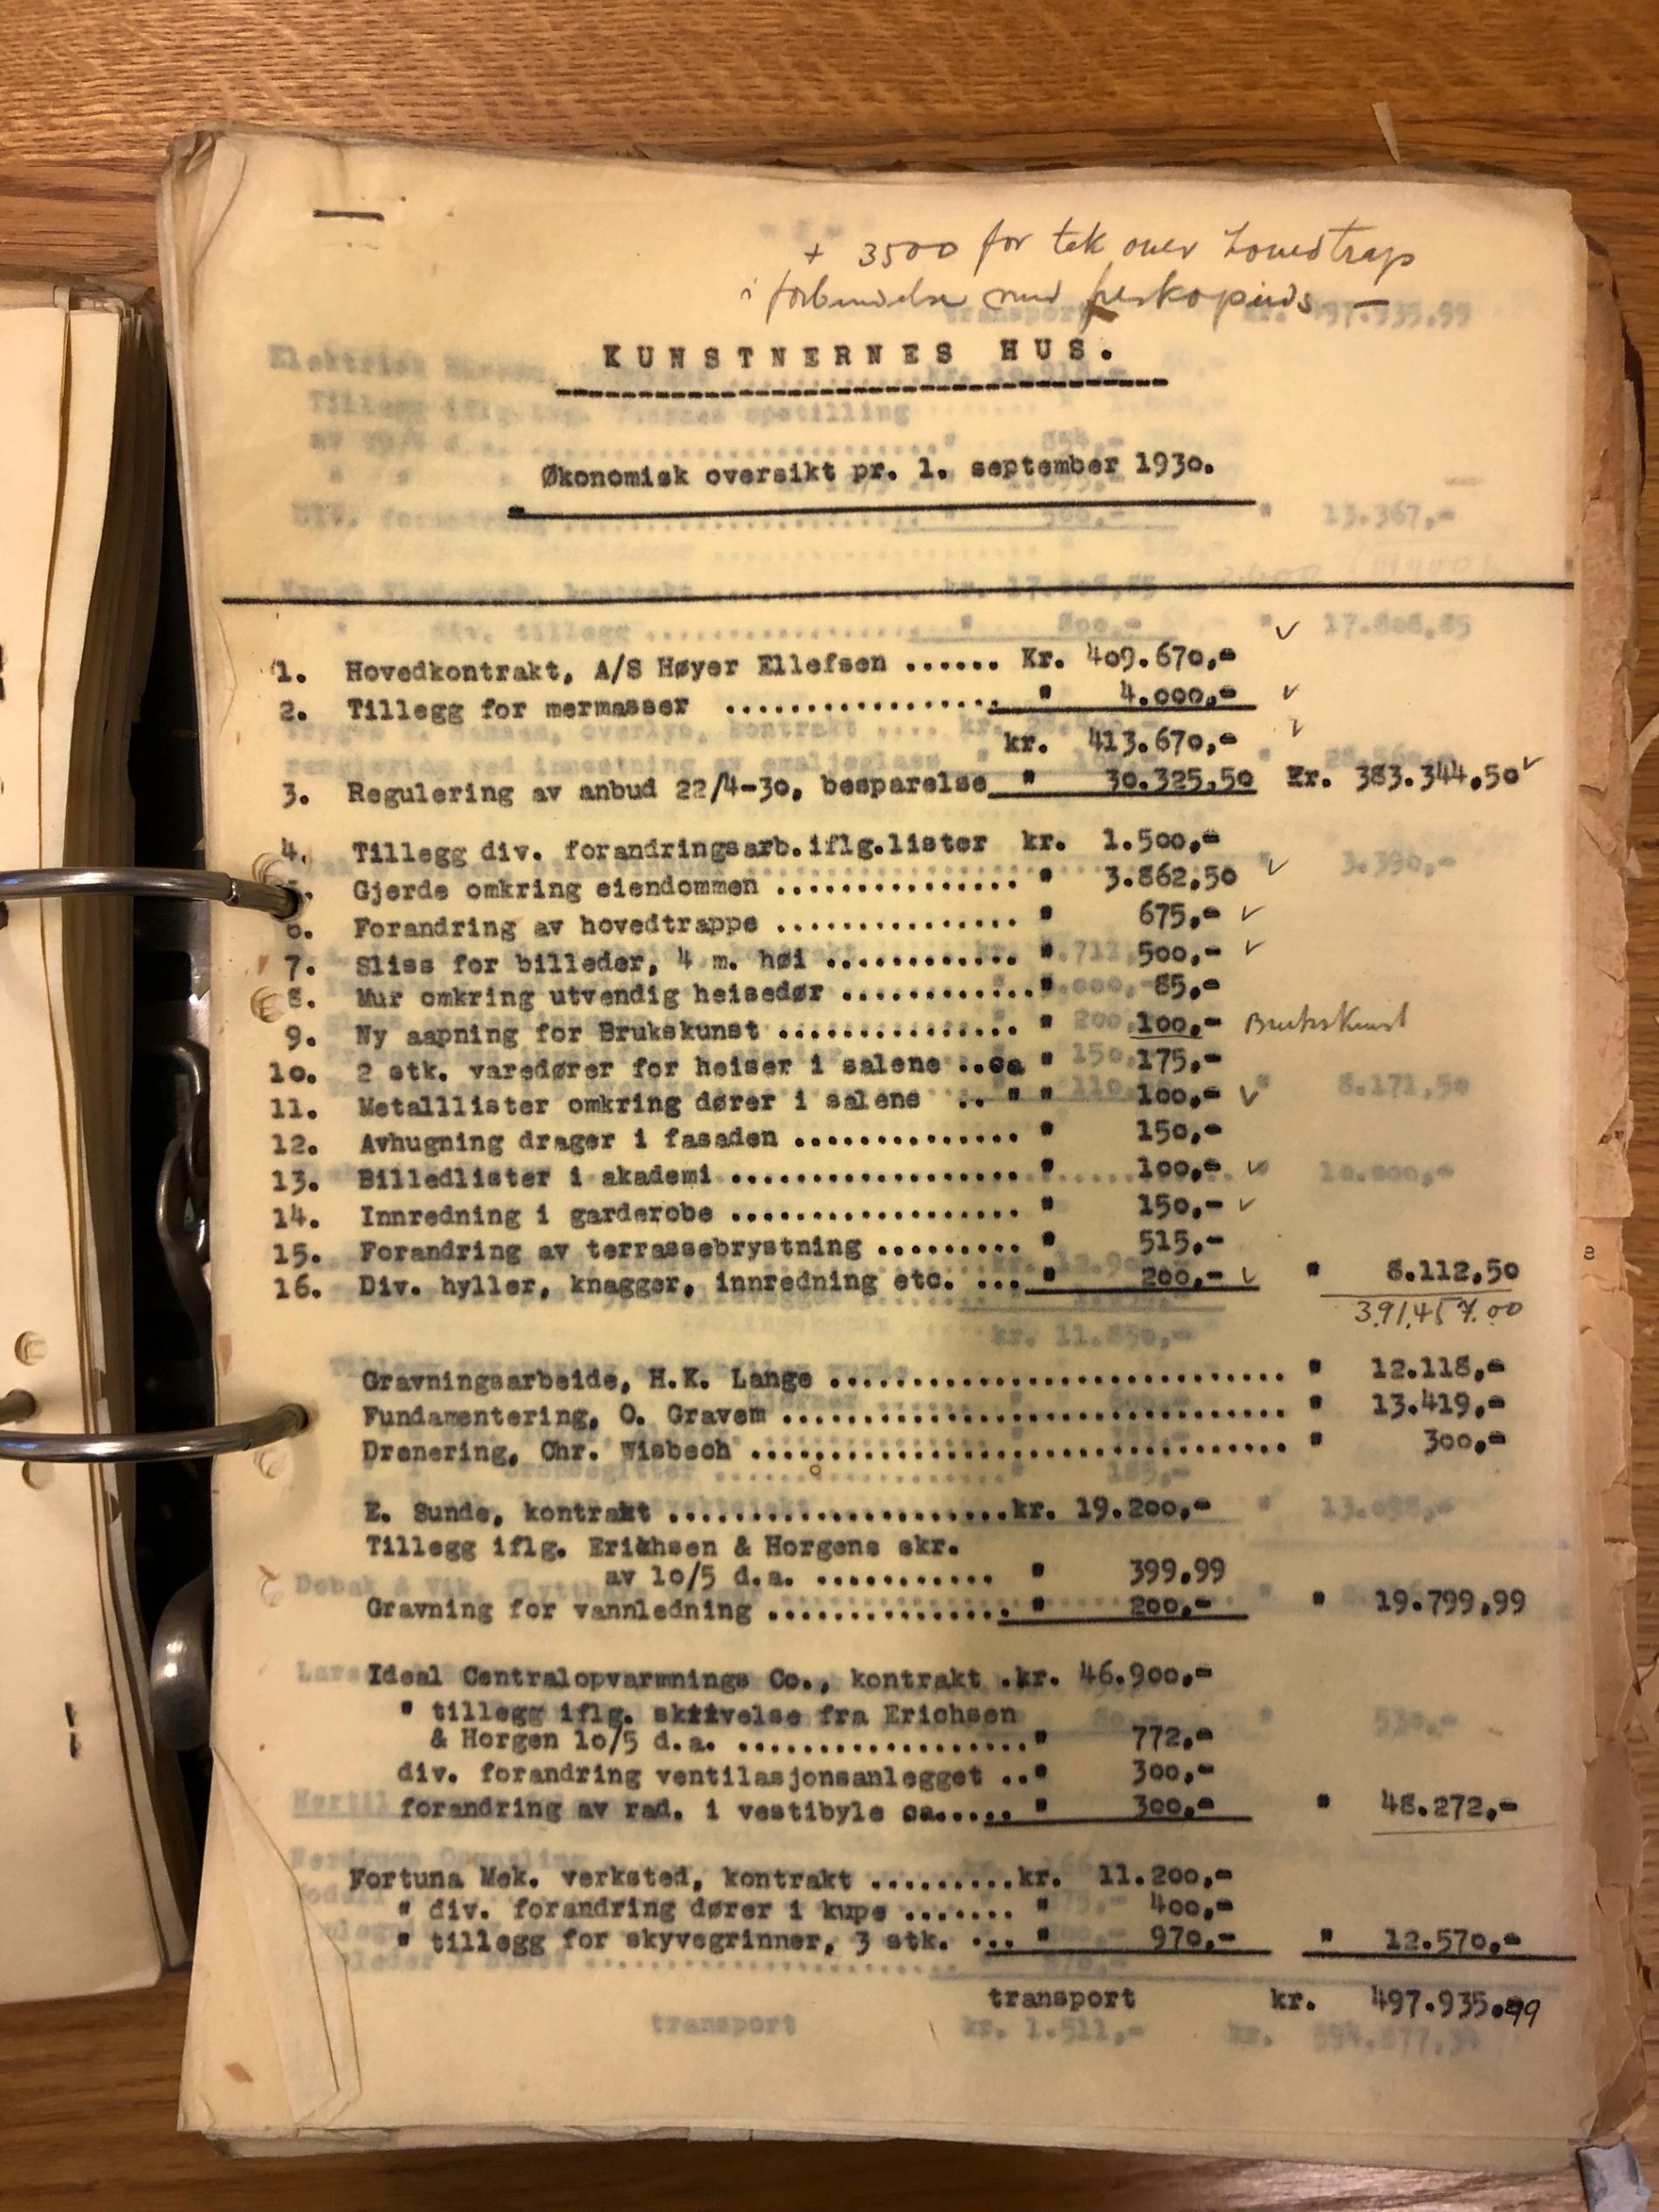 + 3500 for tak over hovedtrap
i forbindelse med
KUNSTNERNES HUS.
Økonomisk oversikt pr. 1. september 1930.
1. Hovedkontrakt, A/S Høyer Ellefsen ...... Kr. 409.670,-
2. Tillegg for mermasser ................. " 4.000,-
kr. 413.670,-
3. Regulering av anbud 22/4-30, besparelse " 30.325,50 Kr. 383.344,50
4. Tillegg div. forandringsarb.iflg.lister kr. 1.500,-
5. Gjerde omkring eiendommen ............... " 3.862,50
6. Forandring av hovedtrappe ............... " 675,-
7. Sliss for billeder, 4 m. høi ............ " 500,-
8. Mur omkring utvendig heisedør ............ " 85,-
9. Ny aapning for Brukskunst ............... " 100,- Brukskunst
10. 2 stk. varedører for heiser i salene ..ca " 175,-
11. Metalllister omkring dører i salene .. " " 100,-
12. Avhugning drager i fasaden .............. " 150,-
13. Billedlister i akademi .................. " 100,-
14. Innredning i garderobe .................. " 150,-
15. Forandring av terrassebrystning ......... " 515,-
16. Div. hyller, knagger, innredning etc. ... " 200,- " 8.112,50
391.457.00
Gravningsarbeide, H.K. Lange ............................ " 12.118,-
Fundamentering, O. Gravem ............................... " 13.419,-
Drenering, Chr. Wisbech ................................. " 300,-
E. Sunde, kontrakt ......................kr. 19.200,-
Tillegg iflg. Erikhsen & Horgens skr.
av 10/5 d.a. ............ " 399,99
Gravning for vannledning ................ " 200,- " 19.799,99
Ideal Centralopvarmnings Co., kontrakt .kr. 46.900,-
" tillegg iflg. skrivelse fra Erichsen
& Horgen 10/5 d.a. ..................." 772,-
div. forandring ventilasjonsanlegget .." 300,-
forandring av rad. i vestibyle ca..... " 300,- " 48.272,-
Fortuna Mek. verksted, kontrakt .........kr. 11.200,-
" div. forandring dører i kupe ....... " 400,-
" tillegg for skyvegrinner, 3 stk. ... " 970,- " 12.570,-
transport kr. 497.935.99